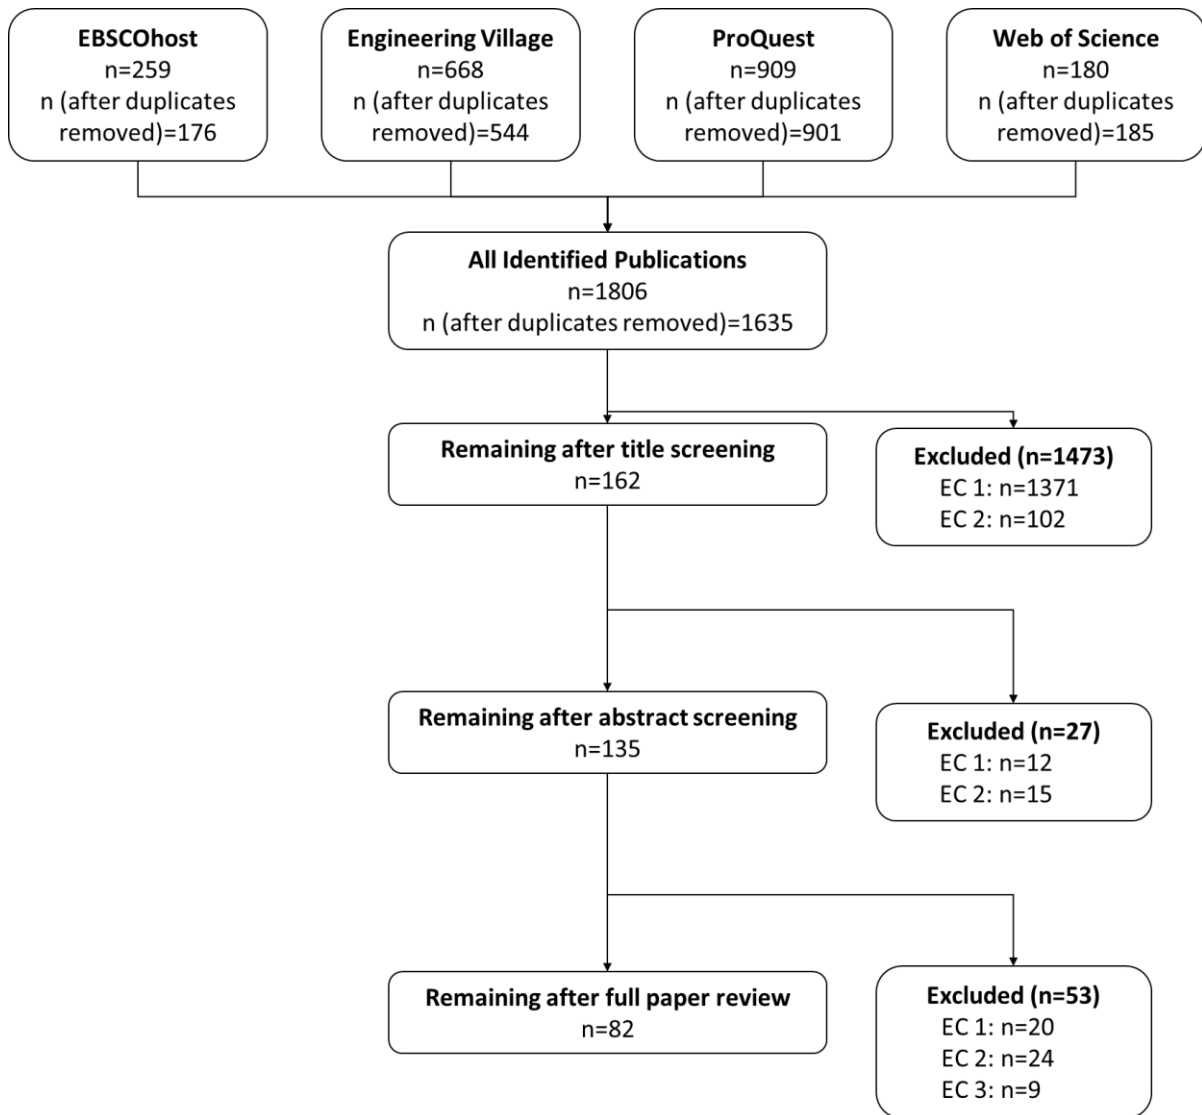 EBSCOhost
n=259
n (after duplicates
removed)=176
Engineering Village
n=668
n (after duplicates
removed)=544
ProQuest
n=909
n (after duplicates
removed)=901
Web of Science
n=180
n (after duplicates
removed)=185
All Identified Publications
n=1806
n (after duplicates removed)=1635
Remaining after title screening
n=162
Excluded (n=1473)
EC 1: n=1371
EC 2: n=102
Remaining after abstract screening
n=135
Excluded (n=27)
EC 1: n=12
EC 2: n=15
Remaining after full paper review
n=82
Excluded (n=53)
EC 1: n=20
EC 2: n=24
EC 3: n=9